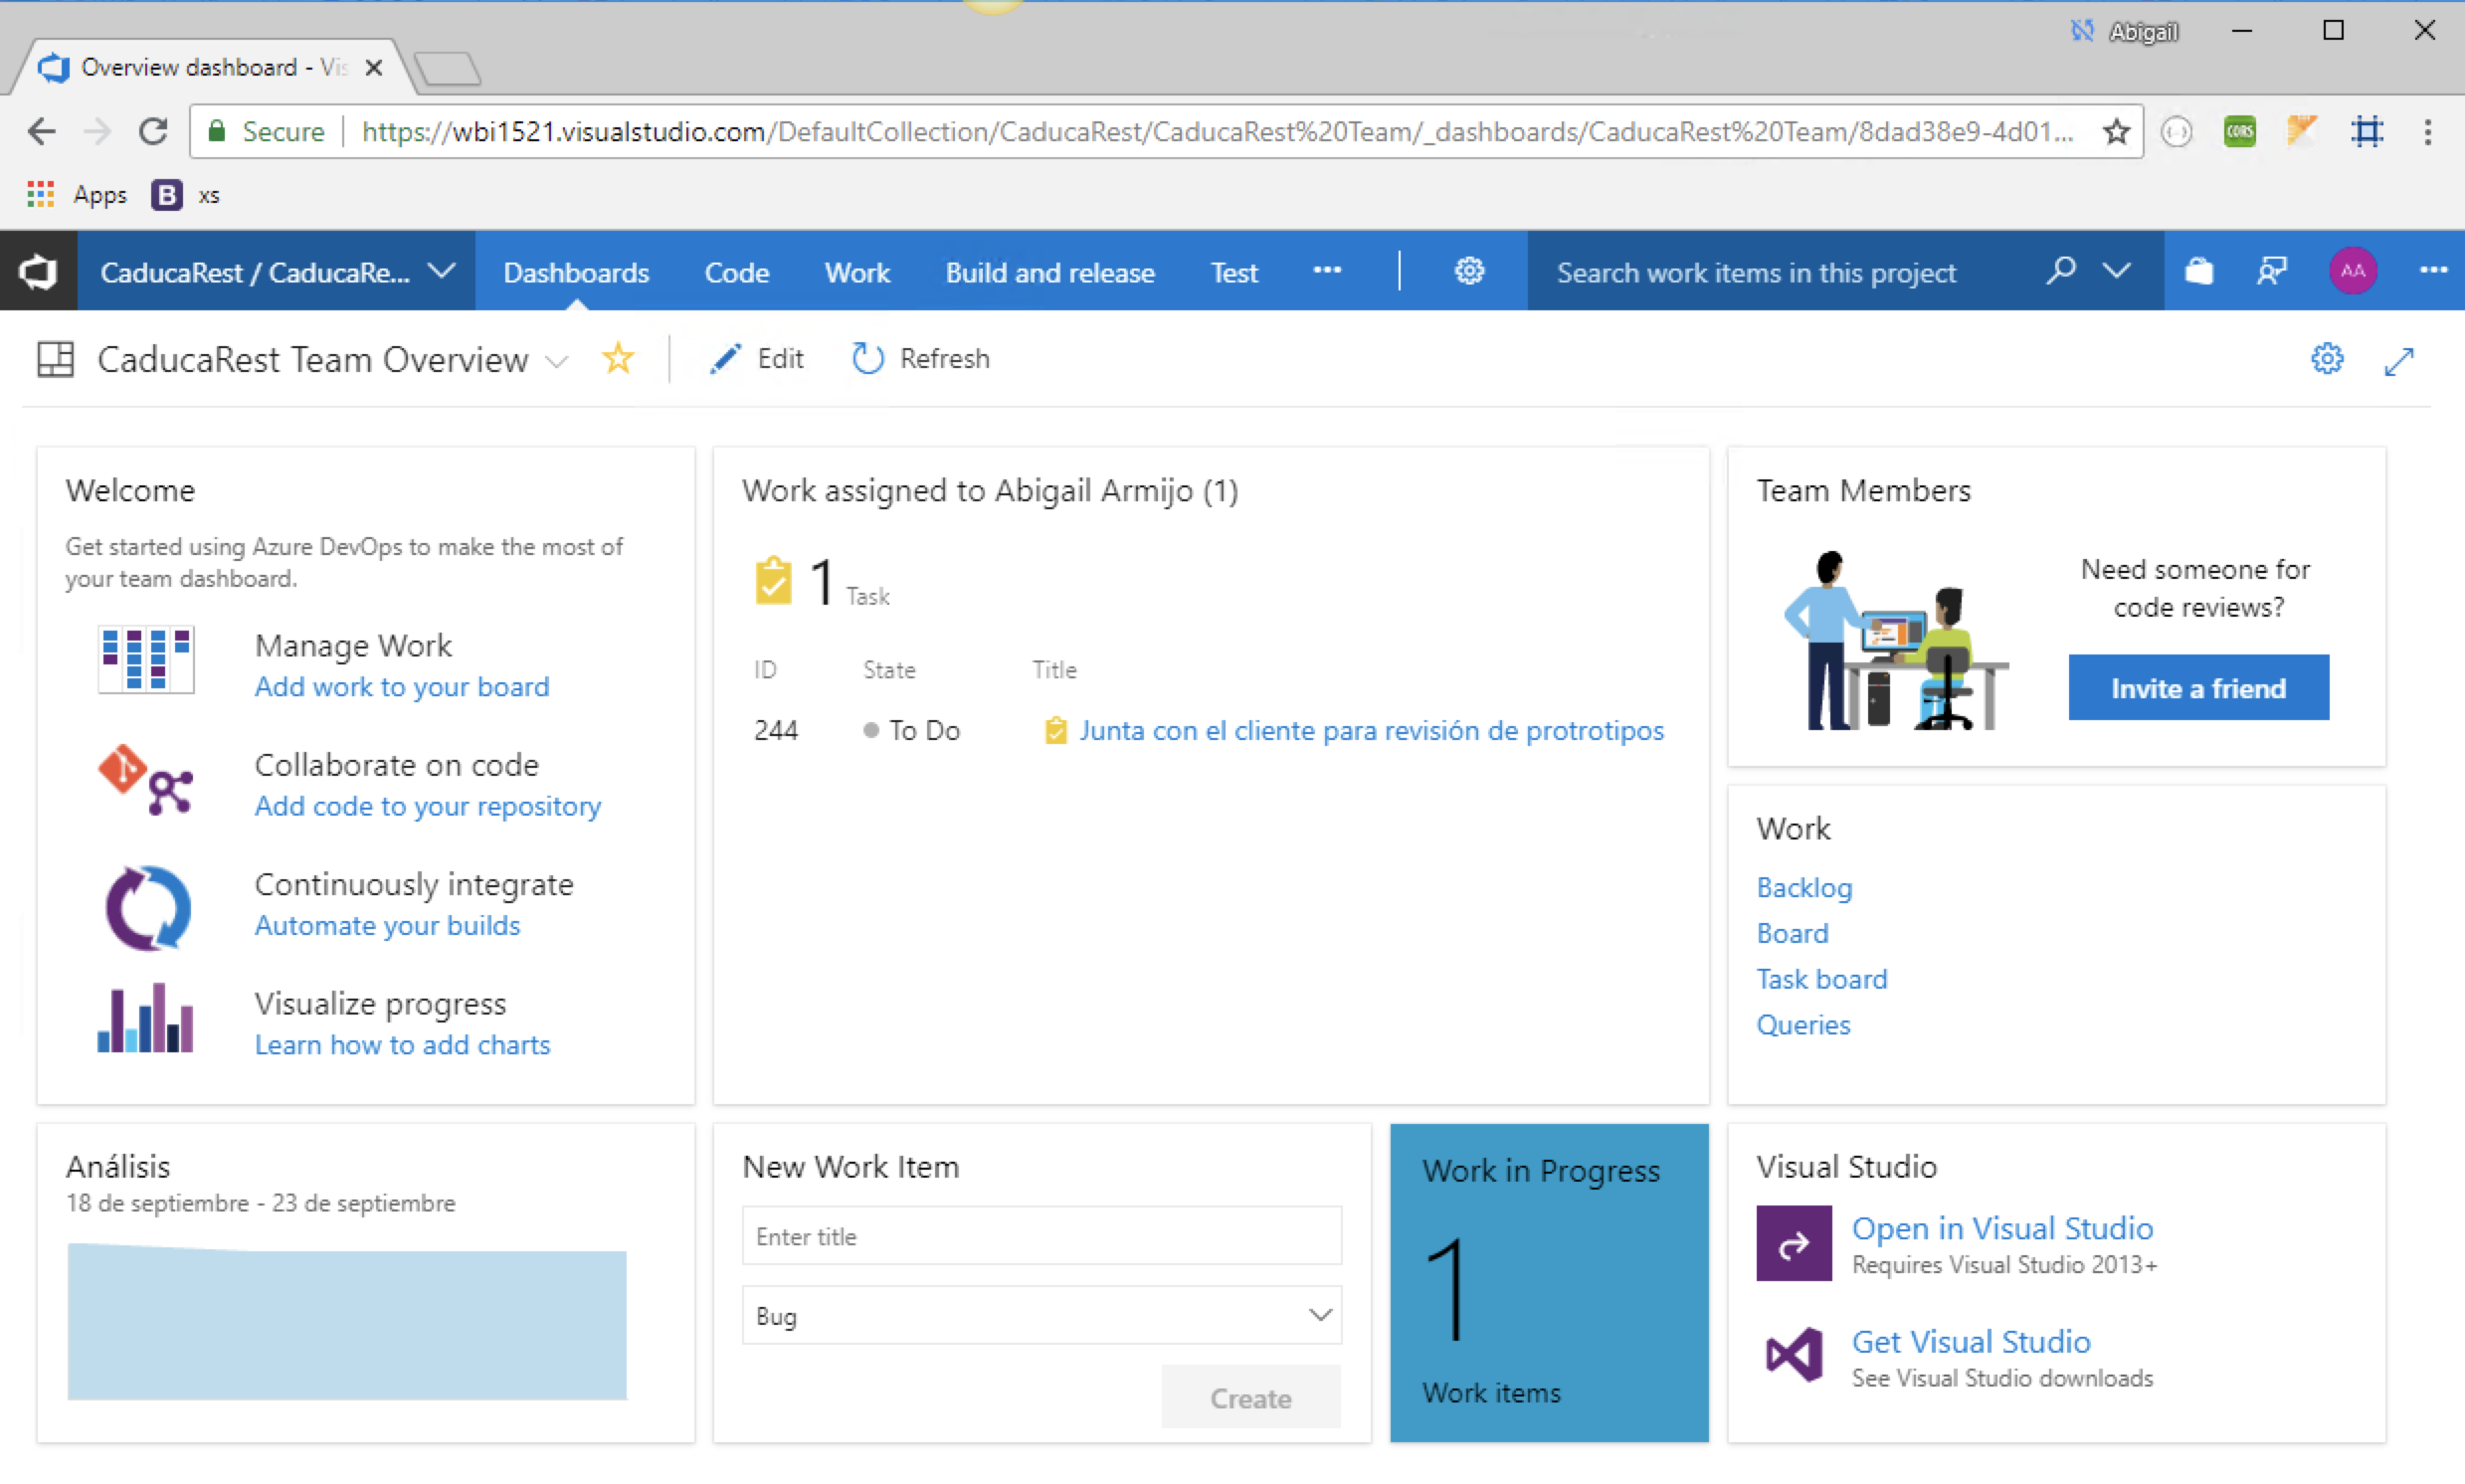 Abigail
Overview dashboard - Vis
Secure
https://wbi1521.visualstudio.com/DefaultCollection/CaducaRest/CaducaRest%20Team/_dashboards/CaducaRest%20Team/8dad38e9-4d01...
CORS
Apps
B
xs
CaducaRest / CaducaRe...
Dashboards
Code
Work
Build and release
Test
Search work items in this project
AA
CaducaRest Team Overview
Edit
Refresh
Welcome
Get started using Azure DevOps to make the most of
your team dashboard.
Manage Work
Add work to your board
Collaborate on code
Add code to your repository
Continuously integrate
Automate your builds
Visualize progress
Learn how to add charts
Work assigned to Abigail Armijo (1)
1 Task
ID State Title
244 To Do Junta con el cliente para revisión de protrotipos
Team Members
Need someone for
code reviews?
Invite a friend
Work
Backlog
Board
Task board
Queries
Análisis
18 de septiembre - 23 de septiembre
New Work Item
Enter title
Bug
Create
Work in Progress
1
Work items
Visual Studio
Open in Visual Studio
Requires Visual Studio 2013+
Get Visual Studio
See Visual Studio downloads